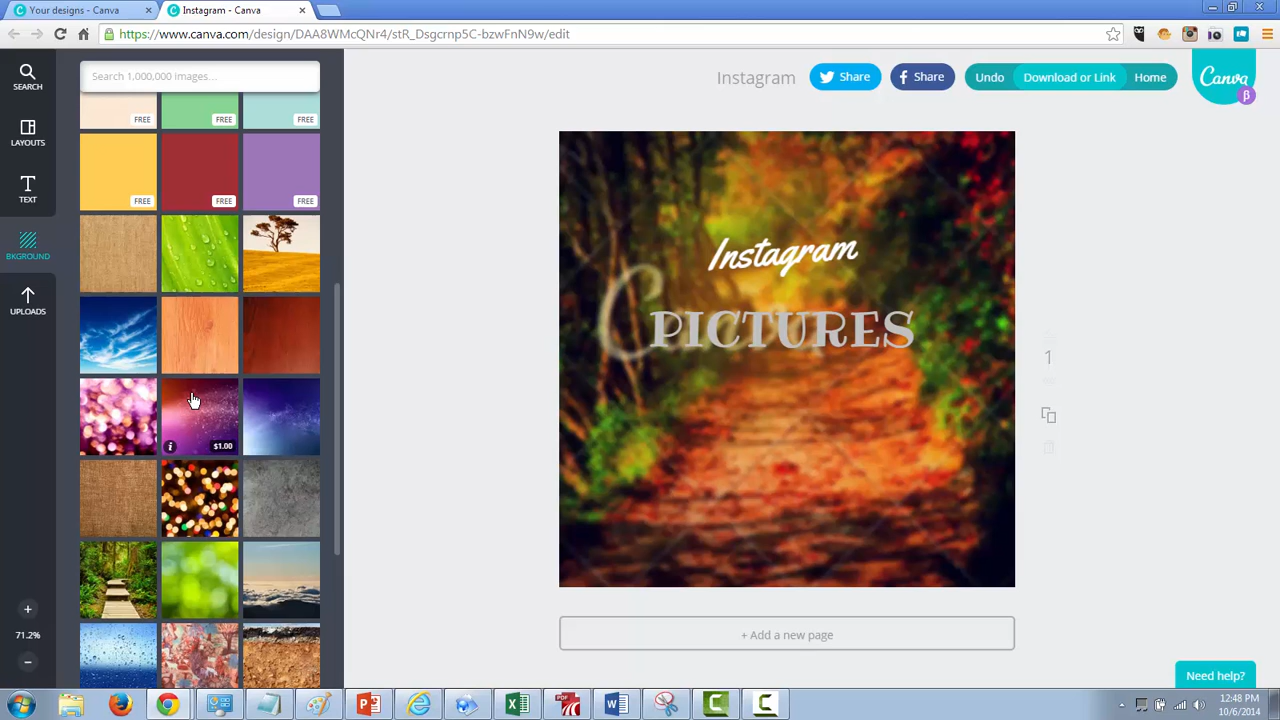 Your designs - Canva
Instagram - Canva
https://www.canva.com/design/DAA8WMcQNr4/stR_Dsgcrnp5C-bzwFnN9w/edit
SEARCH
LAYOUTS
TEXT
BKGROUND
UPLOADS
71.2%
Search 1,000,000 images...
FREE FREE FREE
FREE FREE FREE
$1.00
Instagram
Share
Share
Undo
Download or Link
Home
Canva
β
Instagram
C
PICTURES
1
+ Add a new page
Need help?
12:48 PM
10/6/2014